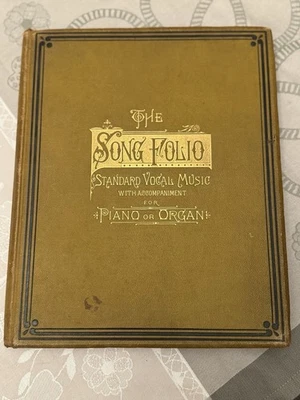 THE
SONG FOLIO
STANDARD VOCAL MUSIC
WITH ACCOMPANIMENT
FOR
PIANO OR ORGAN